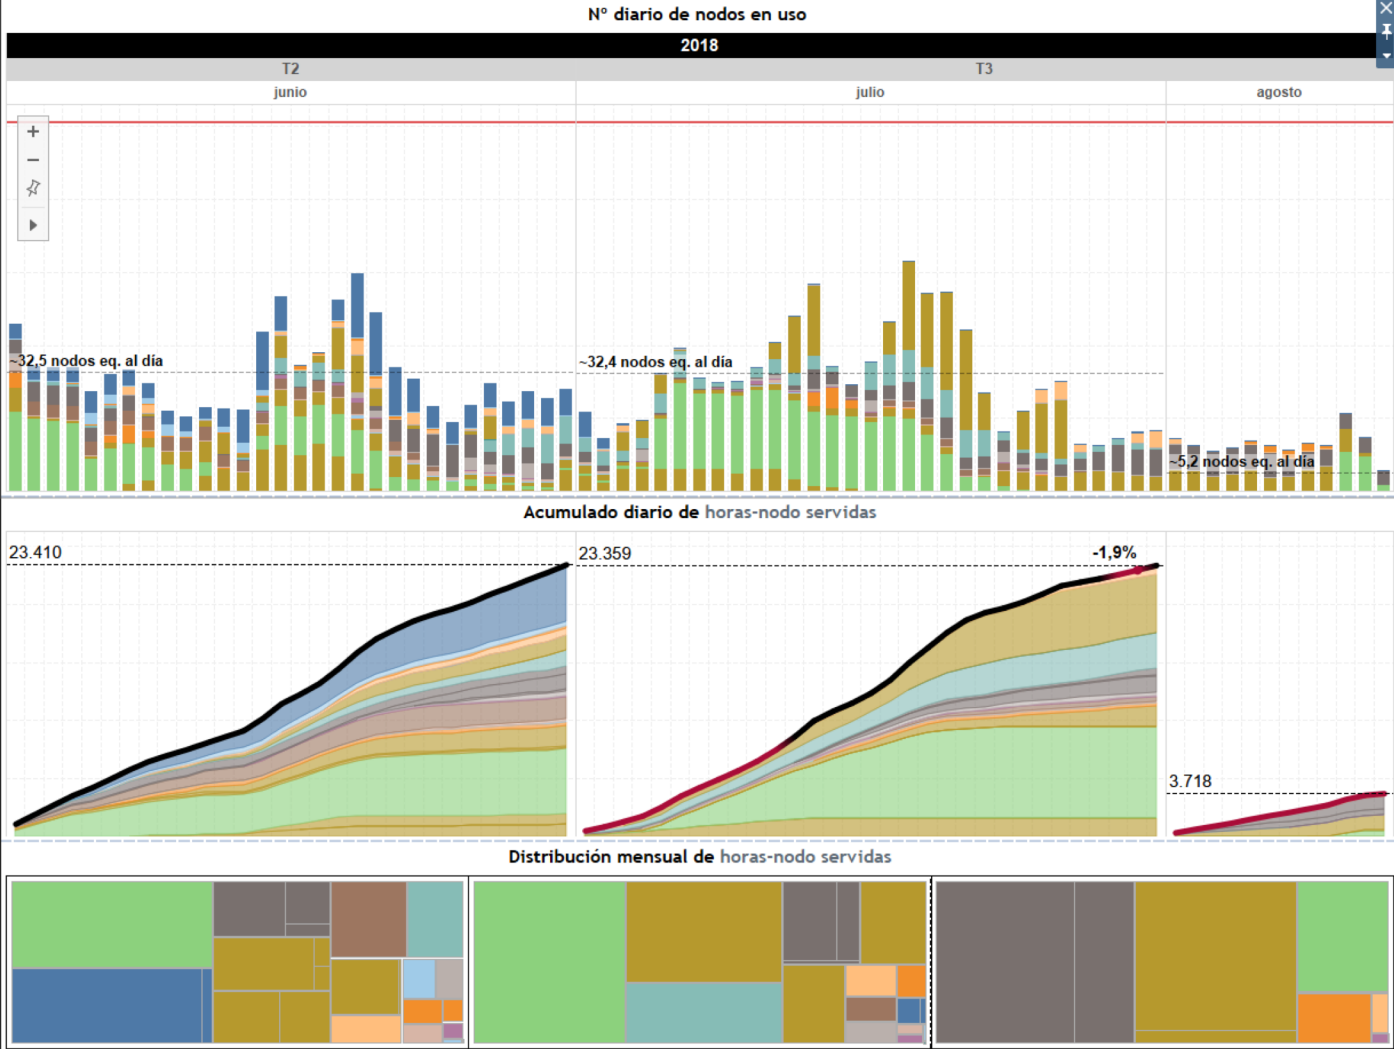 Nº diario de nodos en uso
2018
T2 T3
junio julio agosto
~32,5 nodos eq. al día
~32,4 nodos eq. al día
~5,2 nodos eq. al día
Acumulado diario de horas-nodo servidas
23.410
23.359
-1,9%
3.718
Distribución mensual de horas-nodo servidas